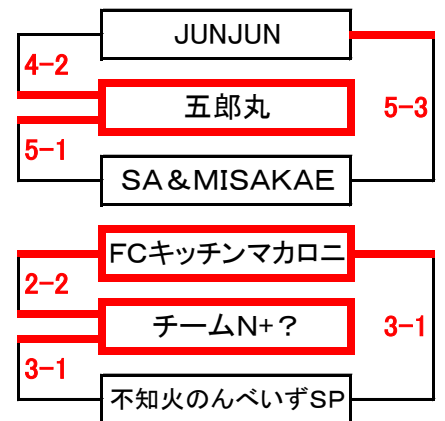 JUNJUN
4-2
五郎丸
5-3
5-1
SA&MISAKAE
FCキッチンマカロニ
2-2
チームN+?
3-1
3-1
不知火のんべいずSP